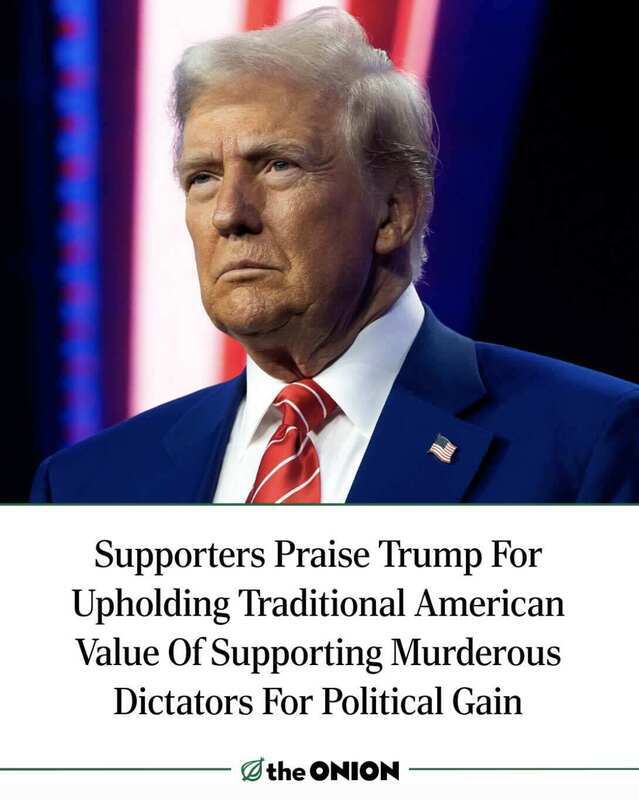 Supporters Praise Trump For
Upholding Traditional American
Value Of Supporting Murderous
Dictators For Political Gain
the ONION